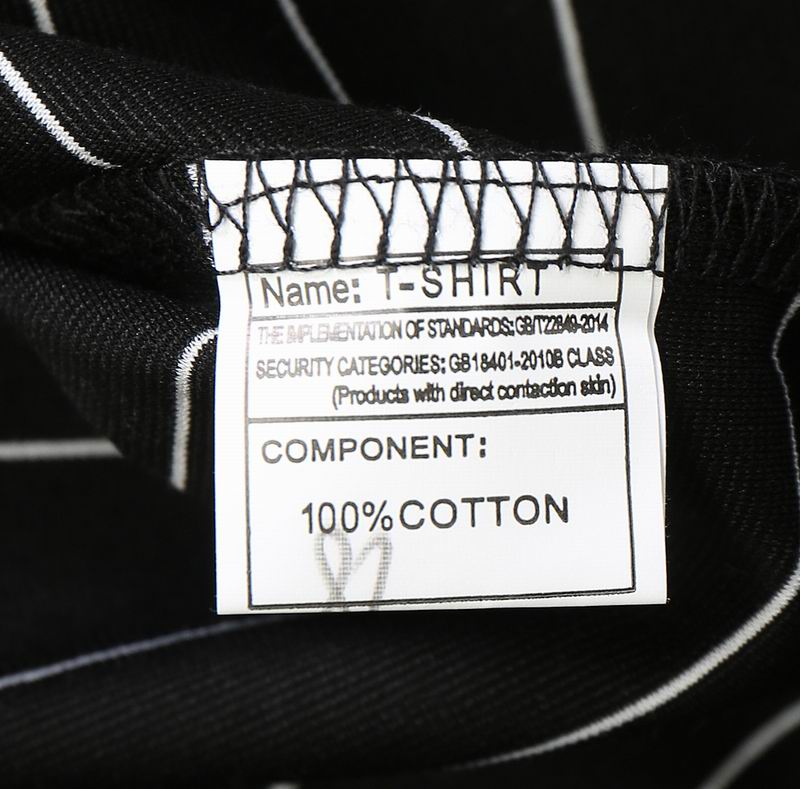 Name: T-SHIRT
THE IMPLEMENTATION OF STANDARDS: GB/T22849-2014
SECURITY CATEGORIES: GB18401-2010B CLASS
(Products with direct contaction skin)
COMPONENT:
100%COTTON